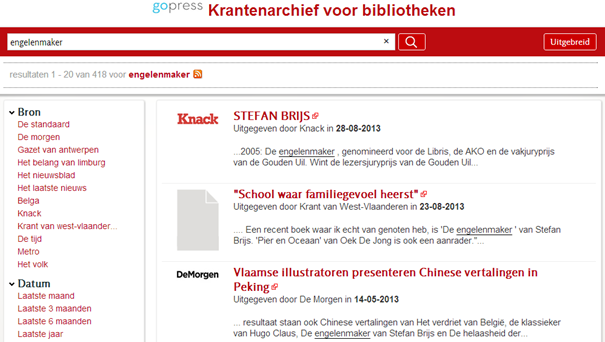 gopress Krantenarchief voor bibliotheken
engelenmaker × Uitgebreid
resultaten 1 - 20 van 418 voor engelenmaker
Bron
De standaard
De morgen
Gazet van antwerpen
Het belang van limburg
Het nieuwsblad
Het laatste nieuws
Belga
Knack
Krant van west-vlaander...
De tijd
Metro
Het volk
Datum
Laatste maand
Laatste 3 maanden
Laatste 6 maanden
Laatste jaar
Knack
STEFAN BRIJS
Uitgegeven door Knack in 28-08-2013
...2005: De engelenmaker , genomineerd voor de Libris, de AKO en de vakjuryprijs
van de Gouden Uil. Wint de lezersjuryprijs van de Gouden Uil...
"School waar familiegevoel heerst"
Uitgegeven door Krant van West-Vlaanderen in 23-08-2013
.... Een recent boek waar ik echt van genoten heb, is 'De engelenmaker ' van Stefan
Brijs. 'Pier en Oceaan' van Oek De Jong is ook een aanrader."...
DeMorgen
Vlaamse illustratoren presenteren Chinese vertalingen in
Peking
Uitgegeven door De Morgen in 14-05-2013
... resultaat staan ook Chinese vertalingen van Het verdriet van België, de klassieker
van Hugo Claus, De engelenmaker van Stefan Brijs en De helaasheid der...